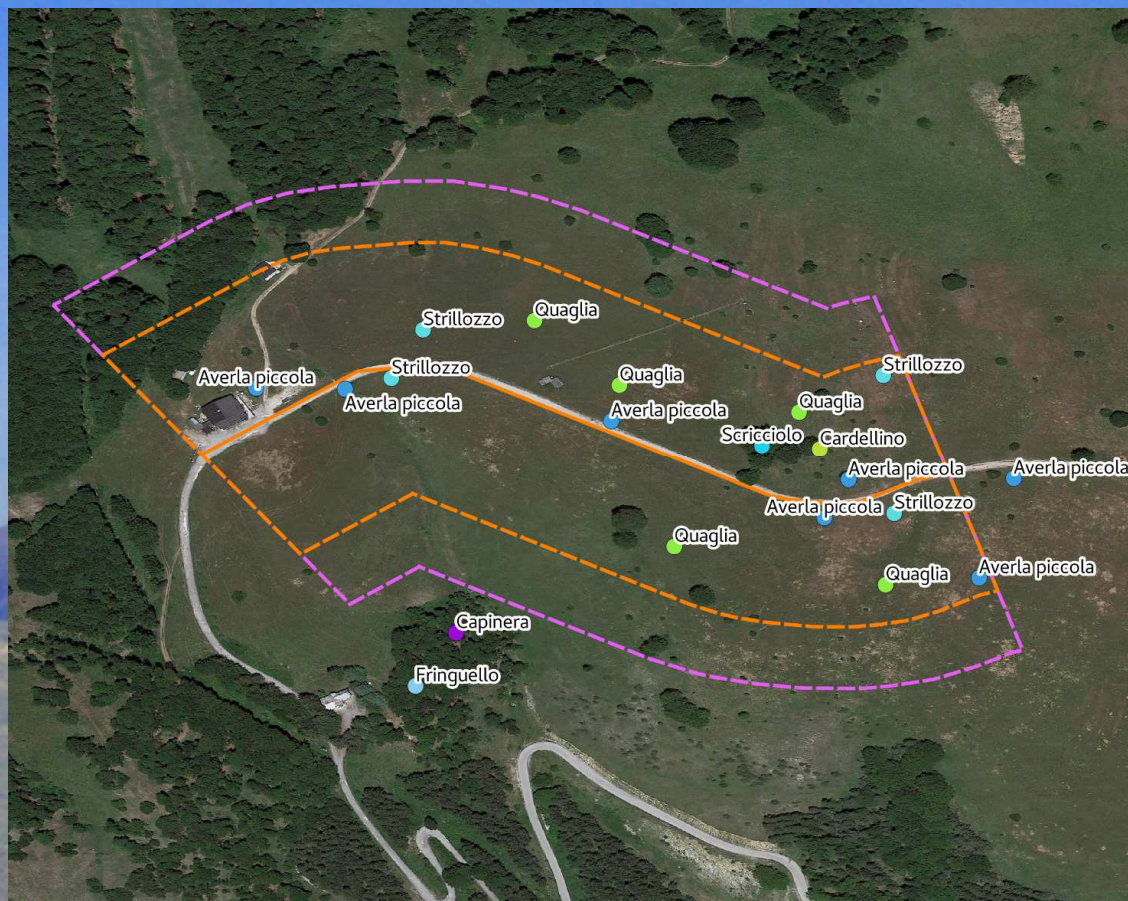 Quaglia
Strillozzo
Strillozzo
Strillozzo
Averla piccola
Quaglia
Averla piccola
Quaglia
Averla piccola
Scricciolo
Cardellino
Averla piccola
Averla piccola
Averla piccola
Strillozzo
Quaglia
Quaglia
Averla piccola
Capinera
Fringuello